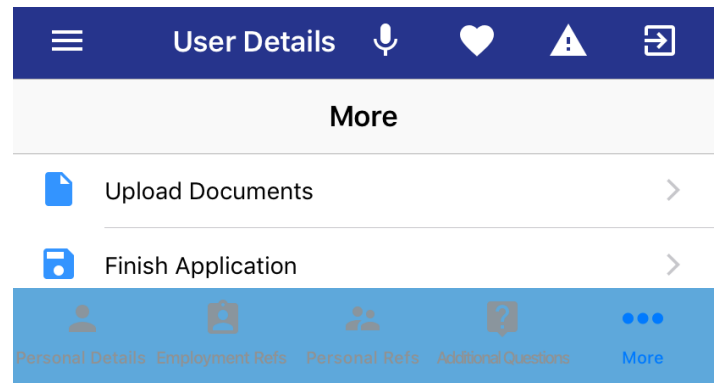 User Details
More
Upload Documents
Finish Application
Personal Details Employment Refs Personal Refs Additional Questions More